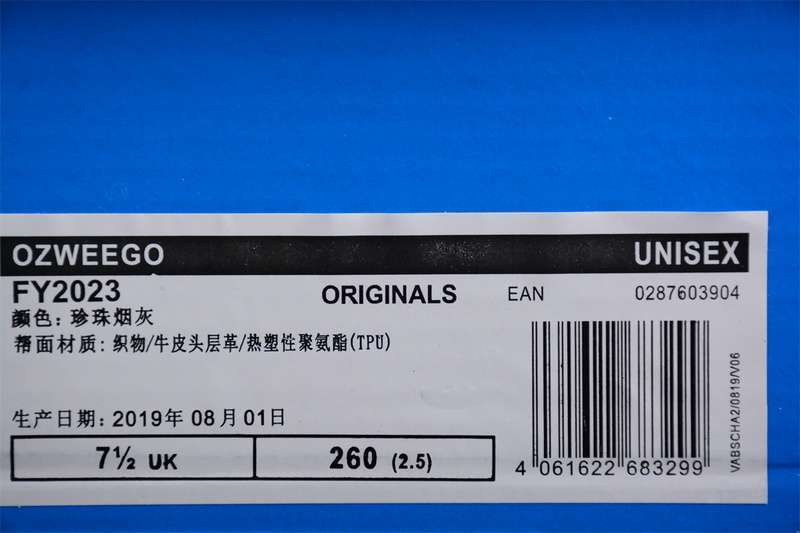 OZWEEGO UNISEX
FY2023 ORIGINALS EAN 0287603904
颜色：珍珠烟灰
帮面材质：织物/牛皮头层革/热塑性聚氨酯(TPU)
生产日期：2019年08月01日
7½ UK 260 (2.5)
4 061622 683299
VABSCHA2/0819/V06